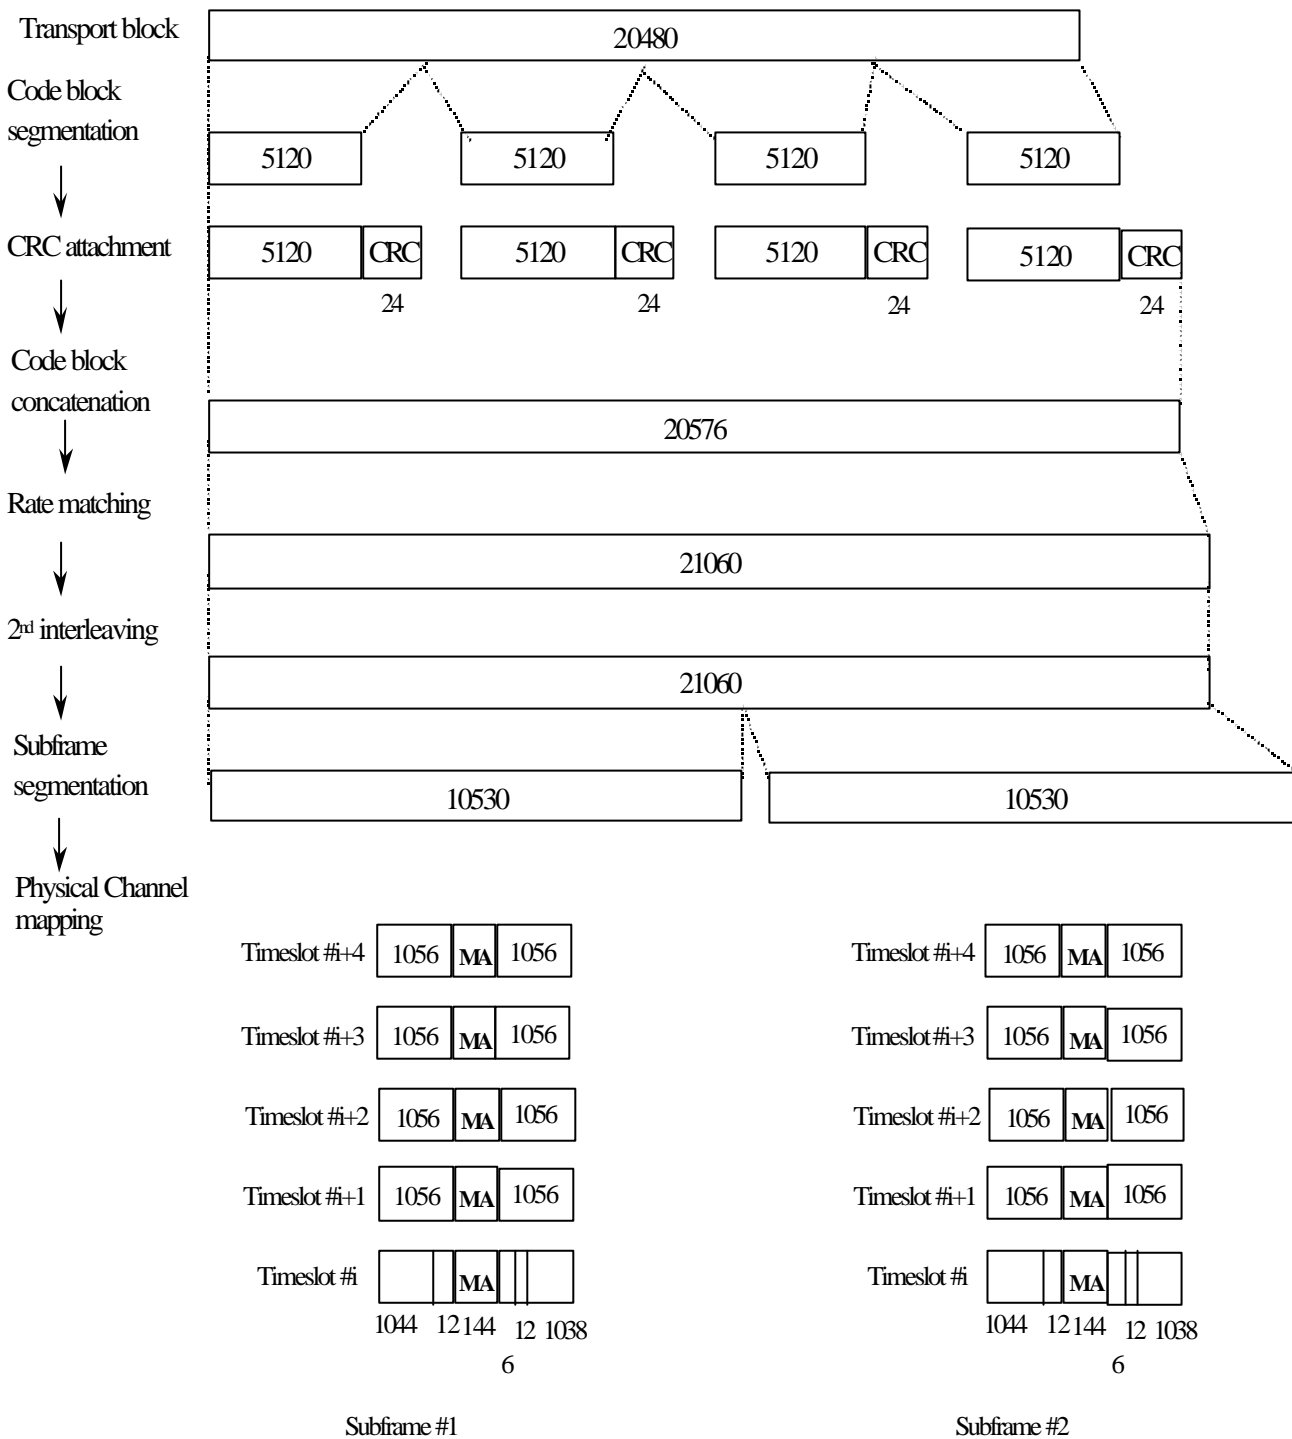 Transport block
20480
Code block
segmentation
5120 5120 5120 5120
CRC attachment
5120 CRC 5120 CRC 5120 CRC 5120 CRC
24 24 24 24
Code block
concatenation
20576
Rate matching
21060
2nd interleaving
21060
Subframe
segmentation
10530 10530
Physical Channel
mapping
Timeslot #i+4 1056 MA 1056 Timeslot #i+4 1056 MA 1056
Timeslot #i+3 1056 MA 1056 Timeslot #i+3 1056 MA 1056
Timeslot #i+2 1056 MA 1056 Timeslot #i+2 1056 MA 1056
Timeslot #i+1 1056 MA 1056 Timeslot #i+1 1056 MA 1056
Timeslot #i MA Timeslot #i MA
1044 12 144 12 1038 1044 12 144 12 1038
6 6
Subframe #1 Subframe #2